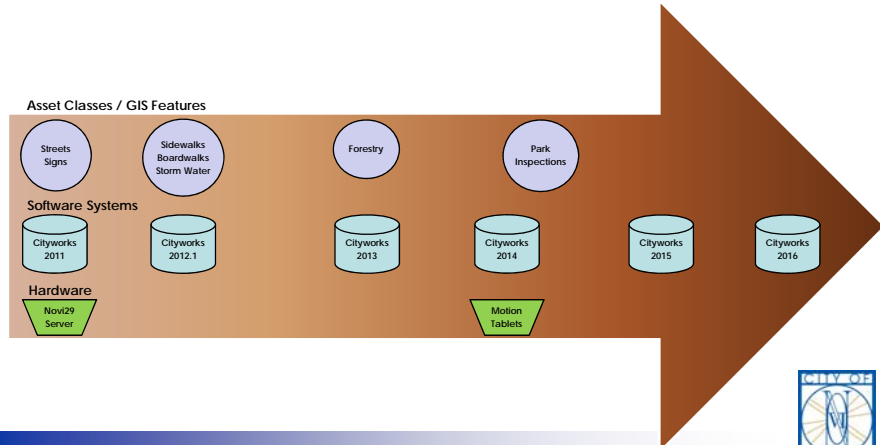 Asset Classes / GIS Features
Streets
Signs
Sidewalks
Boardwalks
Storm Water
Forestry
Park
Inspections
Software Systems
Cityworks
2011
Cityworks
2012.1
Cityworks
2013
Cityworks
2014
Cityworks
2015
Cityworks
2016
Hardware
Novi29
Server
Motion
Tablets
CITY OF
NOVI